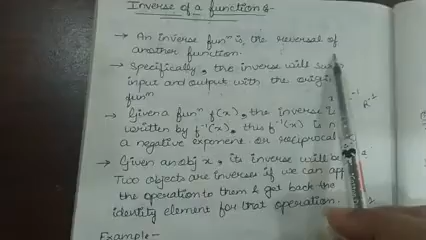 Inverse of a function:-
→ An inverse funⁿ is, the reversal of
another function.
→ Specifically, the inverse will
input and output with the
funⁿ
→ Given a funⁿ f(x), the inverse
written by f⁻¹(x), this f⁻¹(x) is
a negative exponent or reciprocal
→ Given an obj x, its inverse will be
Two objects are inverses if we can
the operation to them & get back the
identity element for that operation.
Example:-